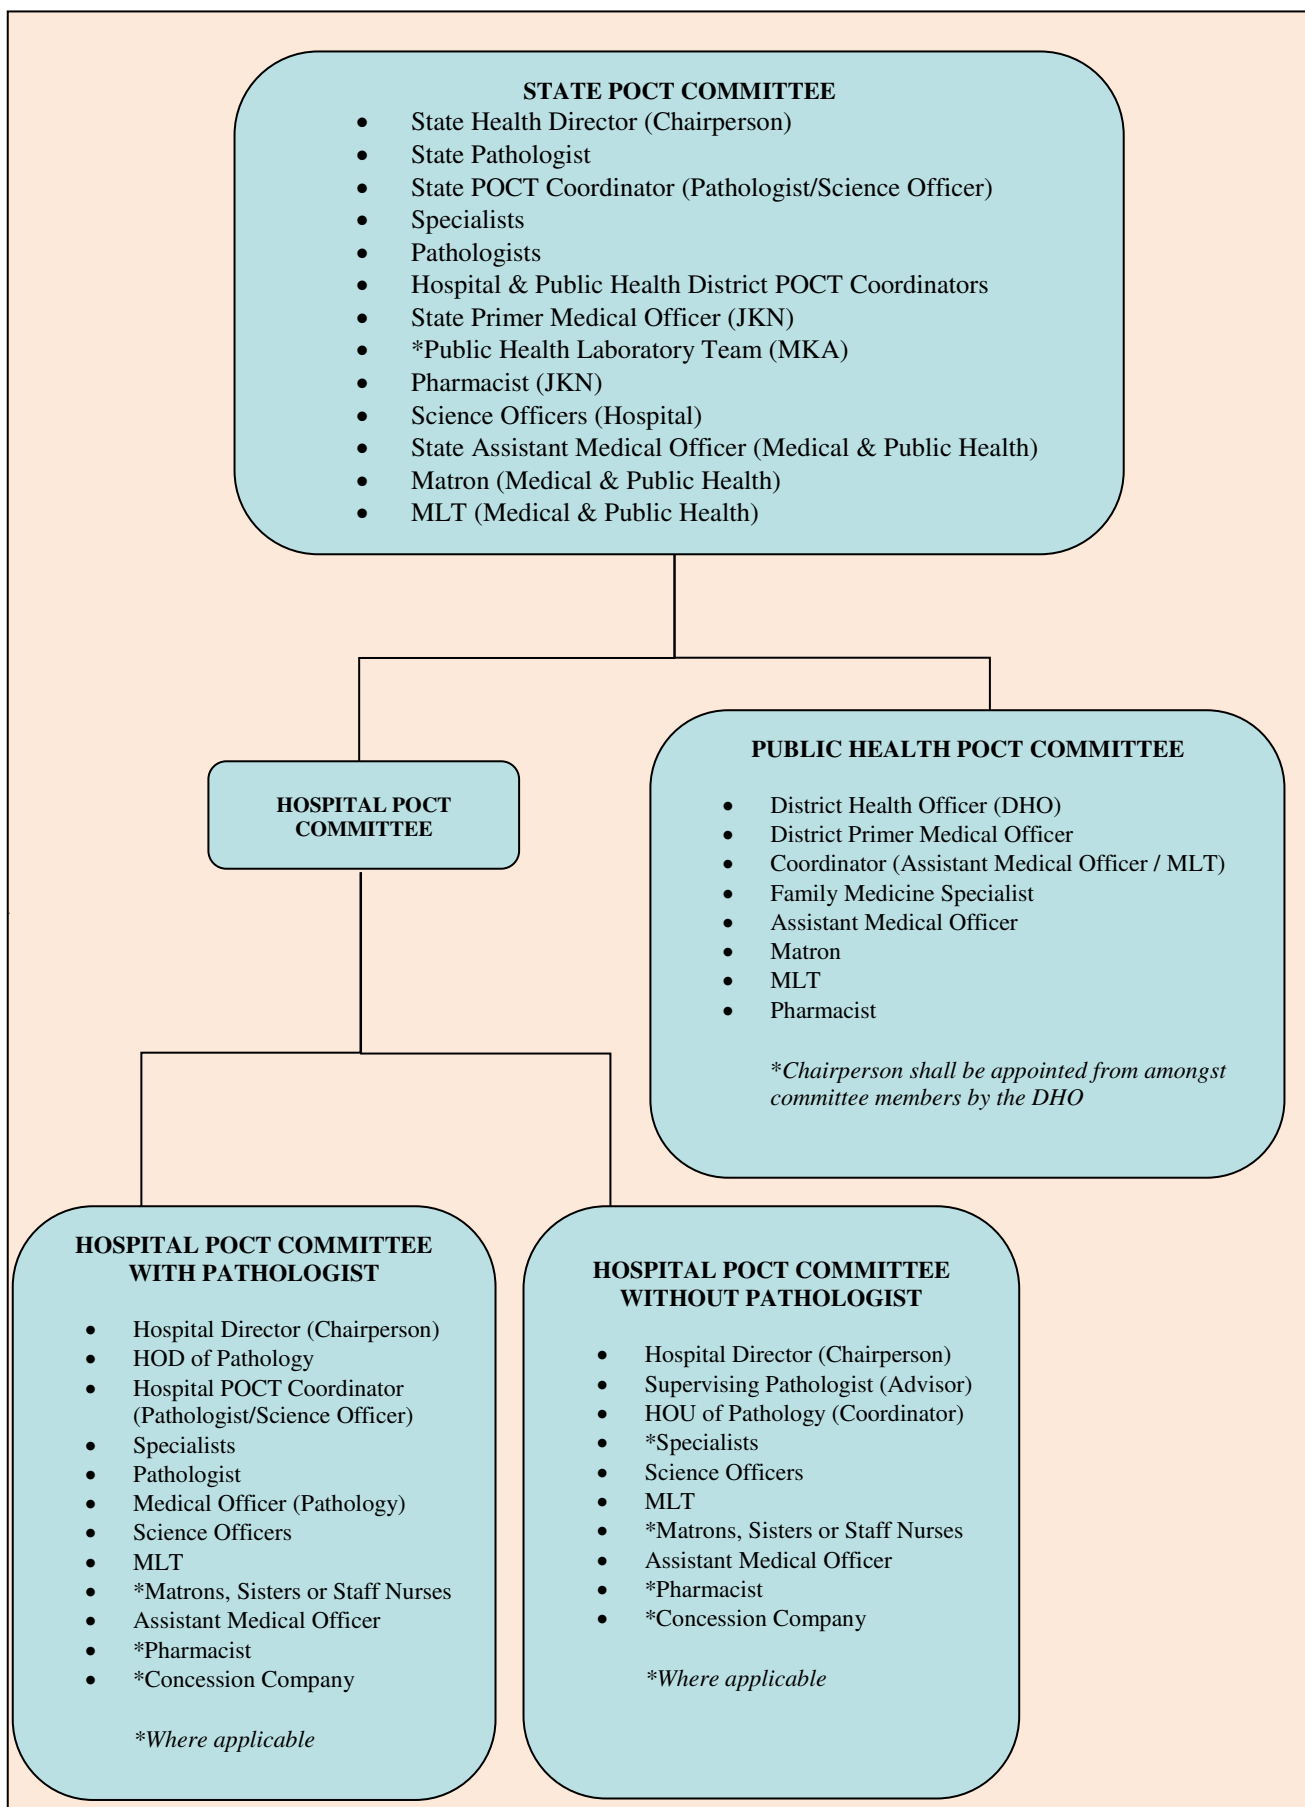 STATE POCT COMMITTEE
• State Health Director (Chairperson)
• State Pathologist
• State POCT Coordinator (Pathologist/Science Officer)
• Specialists
• Pathologists
• Hospital & Public Health District POCT Coordinators
• State Primer Medical Officer (JKN)
• *Public Health Laboratory Team (MKA)
• Pharmacist (JKN)
• Science Officers (Hospital)
• State Assistant Medical Officer (Medical & Public Health)
• Matron (Medical & Public Health)
• MLT (Medical & Public Health)
HOSPITAL POCT
COMMITTEE
PUBLIC HEALTH POCT COMMITTEE
• District Health Officer (DHO)
• District Primer Medical Officer
• Coordinator (Assistant Medical Officer / MLT)
• Family Medicine Specialist
• Assistant Medical Officer
• Matron
• MLT
• Pharmacist
*Chairperson shall be appointed from amongst
committee members by the DHO
HOSPITAL POCT COMMITTEE
WITH PATHOLOGIST
• Hospital Director (Chairperson)
• HOD of Pathology
• Hospital POCT Coordinator
(Pathologist/Science Officer)
• Specialists
• Pathologist
• Medical Officer (Pathology)
• Science Officers
• MLT
• *Matrons, Sisters or Staff Nurses
• Assistant Medical Officer
• *Pharmacist
• *Concession Company
*Where applicable
HOSPITAL POCT COMMITTEE
WITHOUT PATHOLOGIST
• Hospital Director (Chairperson)
• Supervising Pathologist (Advisor)
• HOU of Pathology (Coordinator)
• *Specialists
• Science Officers
• MLT
• *Matrons, Sisters or Staff Nurses
• Assistant Medical Officer
• *Pharmacist
• *Concession Company
*Where applicable